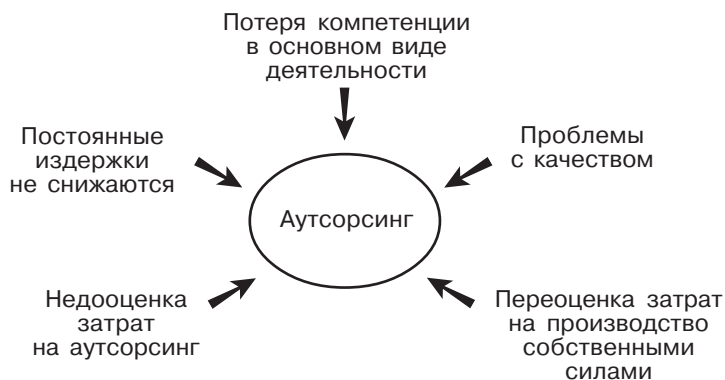 Потеря компетенции
в основном виде
деятельности
Постоянные
издержки
не снижаются
Проблемы
с качеством
Аутсорсинг
Недооценка
затрат
на аутсорсинг
Переоценка затрат
на производство
собственными
силами